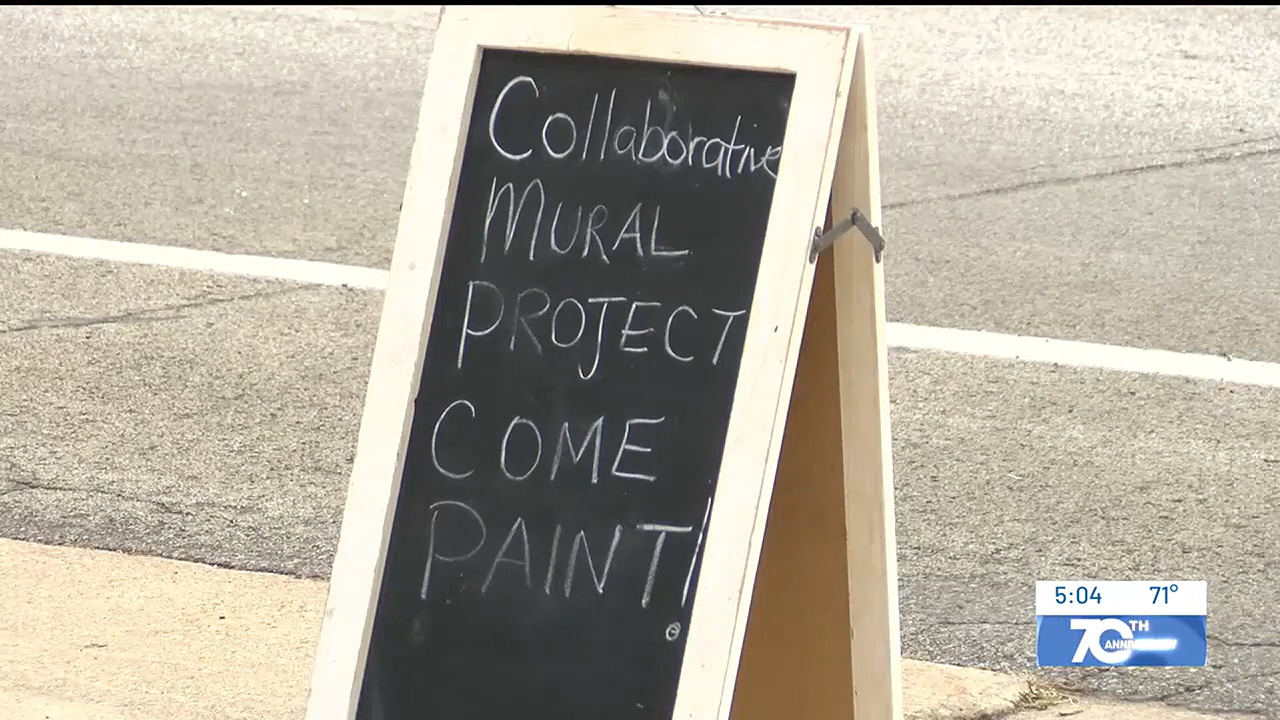 Collaborative
MURAL
PROJECT
COME
PAINT!
5:04 71°
70TH